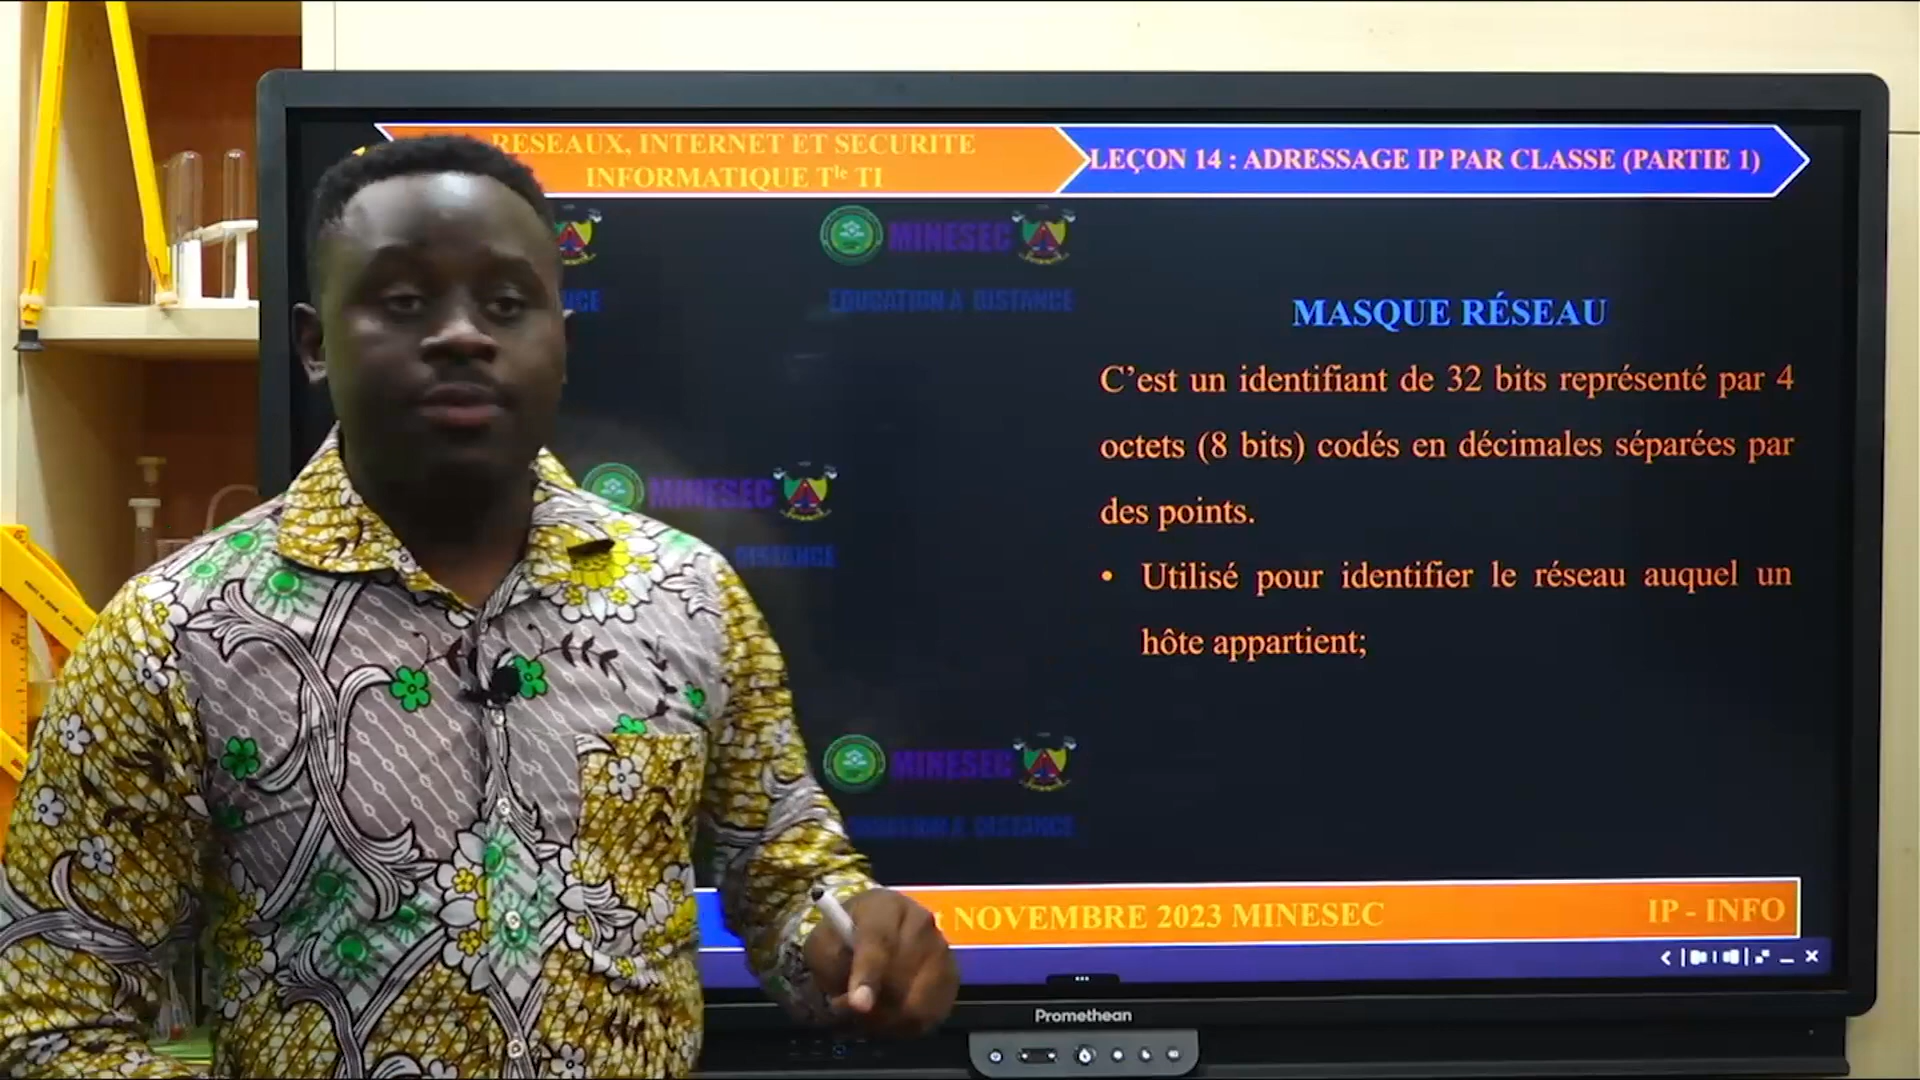 RESEAUX, INTERNET ET SECURITE
INFORMATIQUE Tle TI
LEÇON 14 : ADRESSAGE IP PAR CLASSE (PARTIE 1)
MINESEC
EDUCATION A DISTANCE
MASQUE RÉSEAU
C’est un identifiant de 32 bits représenté par 4
octets (8 bits) codés en décimales séparées par
des points.
• Utilisé pour identifier le réseau auquel un
hôte appartient;
MINESEC
DISTANCE
MINESEC
DISTANCE
NOVEMBRE 2023 MINESEC
IP - INFO
Promethean